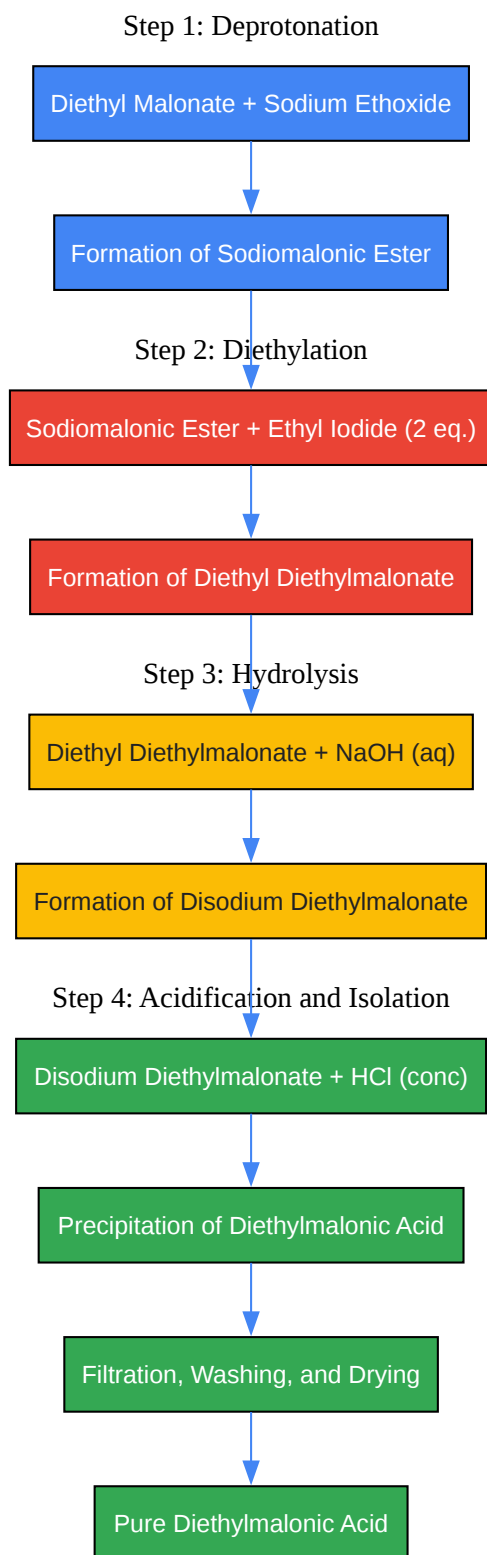 Step 1: Deprotonation
Diethyl Malonate + Sodium Ethoxide
Formation of Sodiomalonic Ester
Step 2: Diethylation
Sodiomalonic Ester + Ethyl Iodide (2 eq.)
Formation of Diethyl Diethylmalonate
Step 3: Hydrolysis
Diethyl Diethylmalonate + NaOH (aq)
Formation of Disodium Diethylmalonate
Step 4: Acidification and Isolation
Disodium Diethylmalonate + HCl (conc)
Precipitation of Diethylmalonic Acid
Filtration, Washing, and Drying
Pure Diethylmalonic Acid